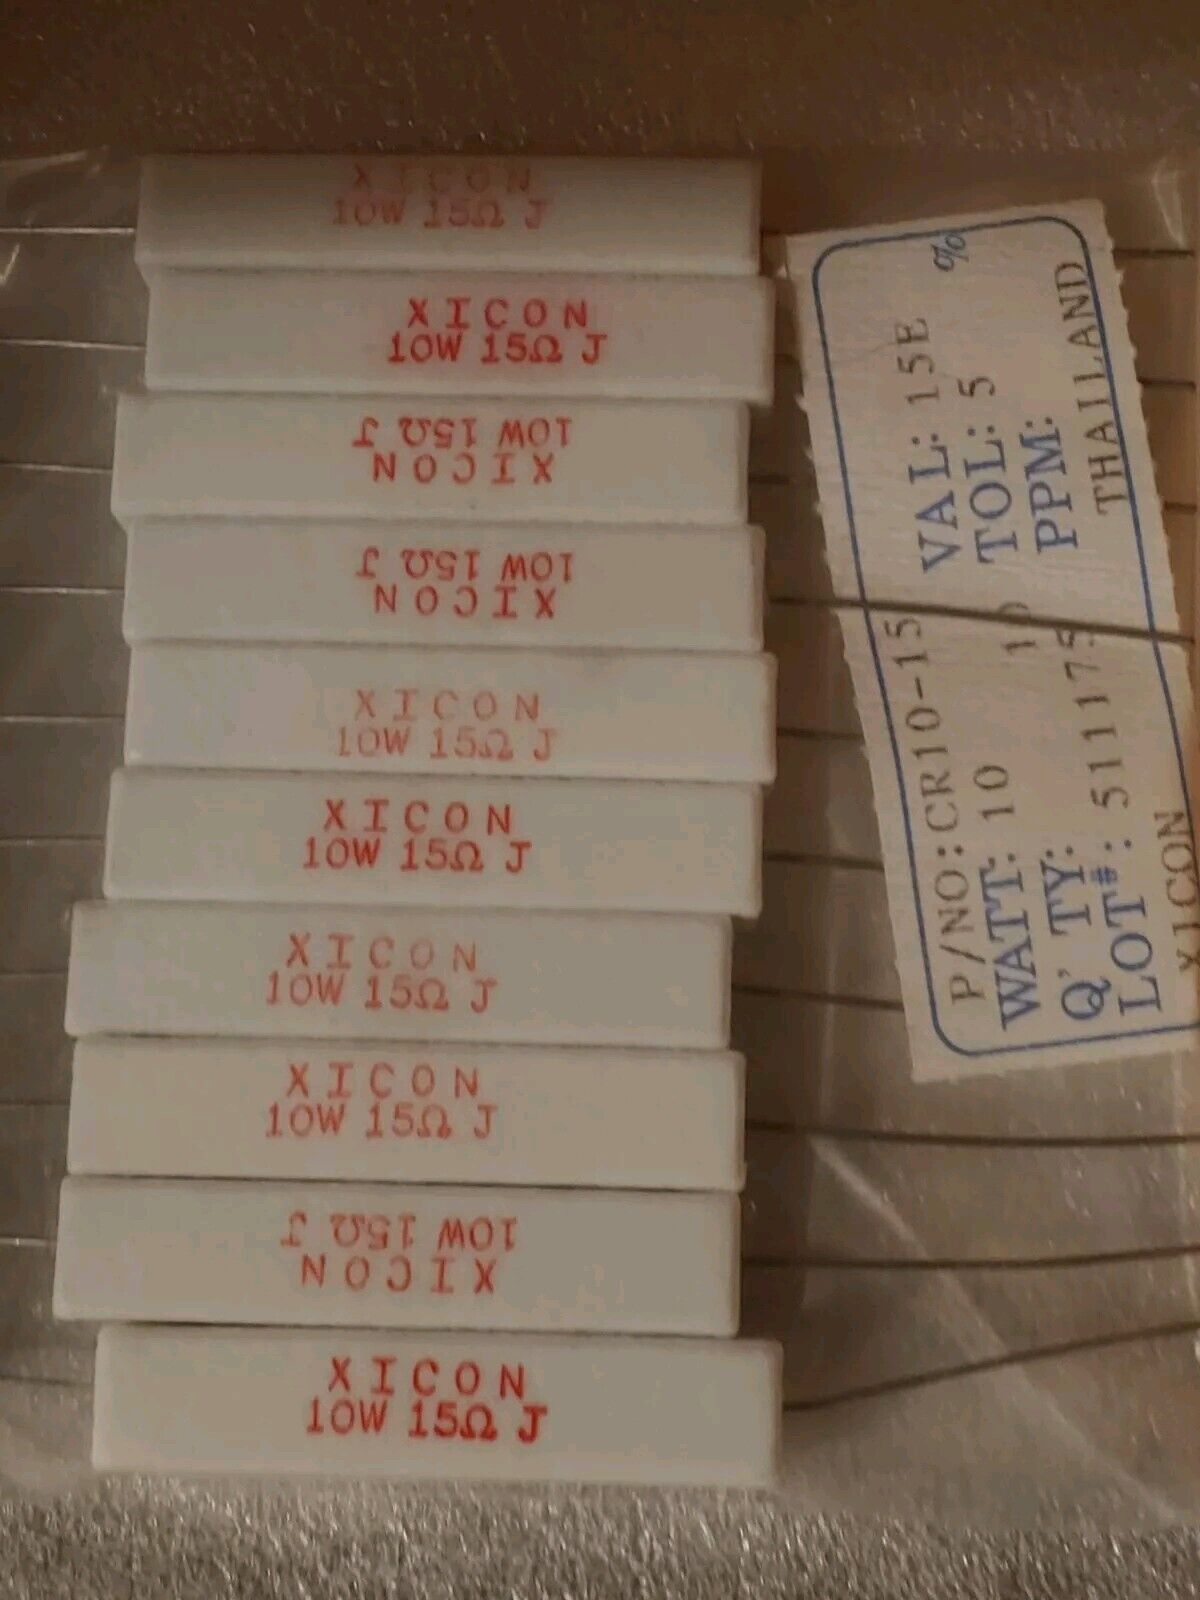 XICON
10W 15Ω J
XICON
10W 15Ω J
XICON
10W 15Ω J
XICON
10W 15Ω J
XICON
10W 15Ω J
XICON
10W 15Ω J
XICON
10W 15Ω J
XICON
10W 15Ω J
XICON
10W 15Ω J
XICON
10W 15Ω J
P/NO:CR10-15 VAL: 15E
WATT: 10 TOL: 5 %
Q'TY: PPM:
LOT#: 511175
XICON THAILAND